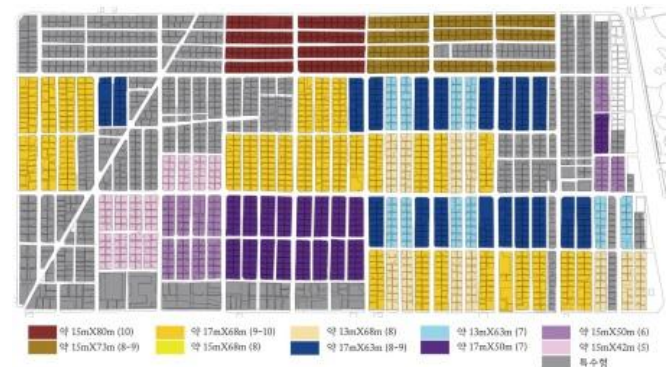 약 15mX80m (10)
약 17mX68m (9~10)
약 13mX68m (8)
약 13mX63m (7)
약 15mX50m (6)
약 15mX73m (8~9)
약 15mX68m (8)
약 17mX63m (8~9)
약 17mX50m (7)
약 15mX42m (5)
특수형